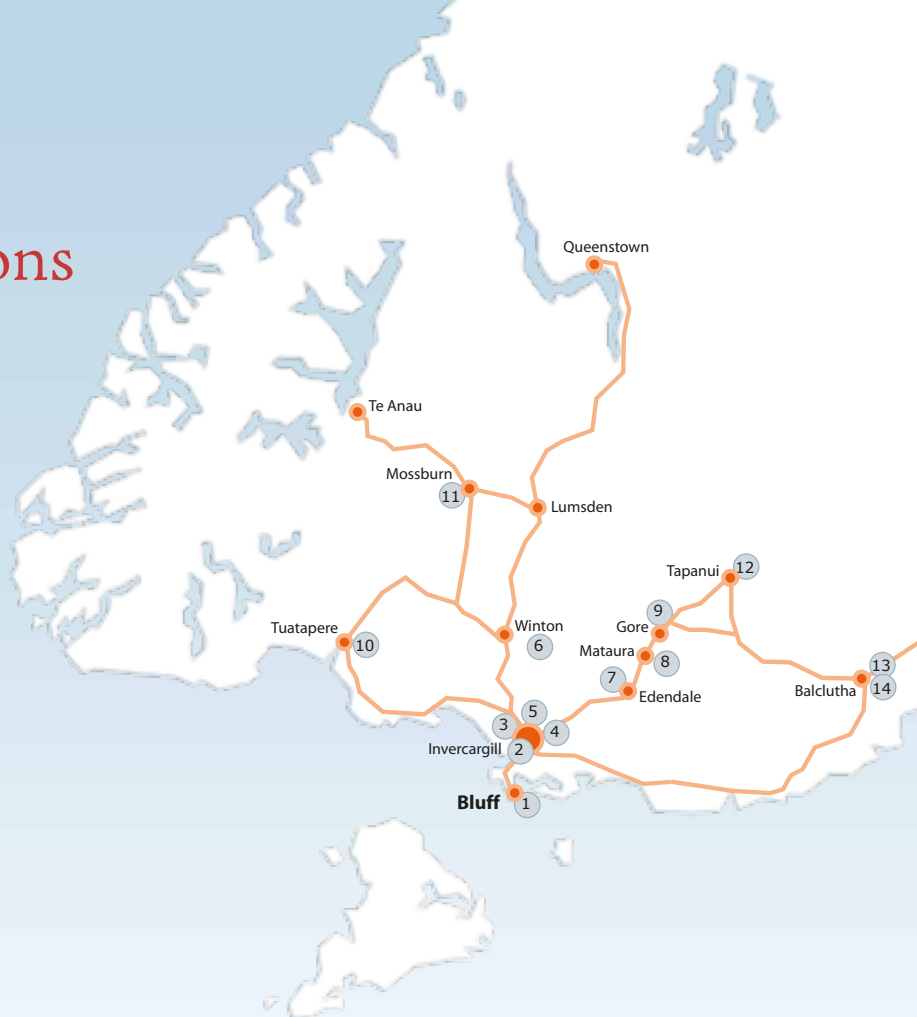 ons
Queenstown
Te Anau
Mossburn
11
Lumsden
Tapanui
12
9
Gore
Tuatapere
10
Winton
6
Mataura
8
7
Edendale
13
Balclutha
14
5
3
4
Invercargill
2
Bluff
1